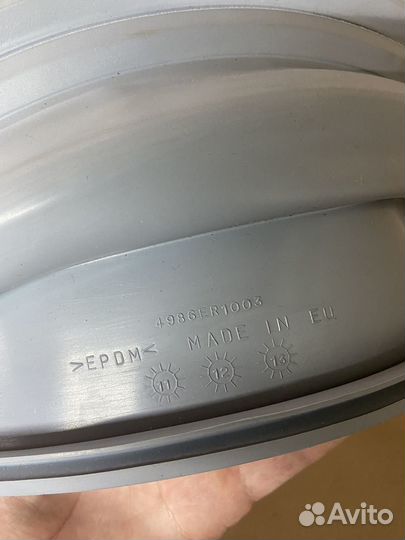 4986ER1003
MADE IN EU
>EPDM<
11 12 13
Avito